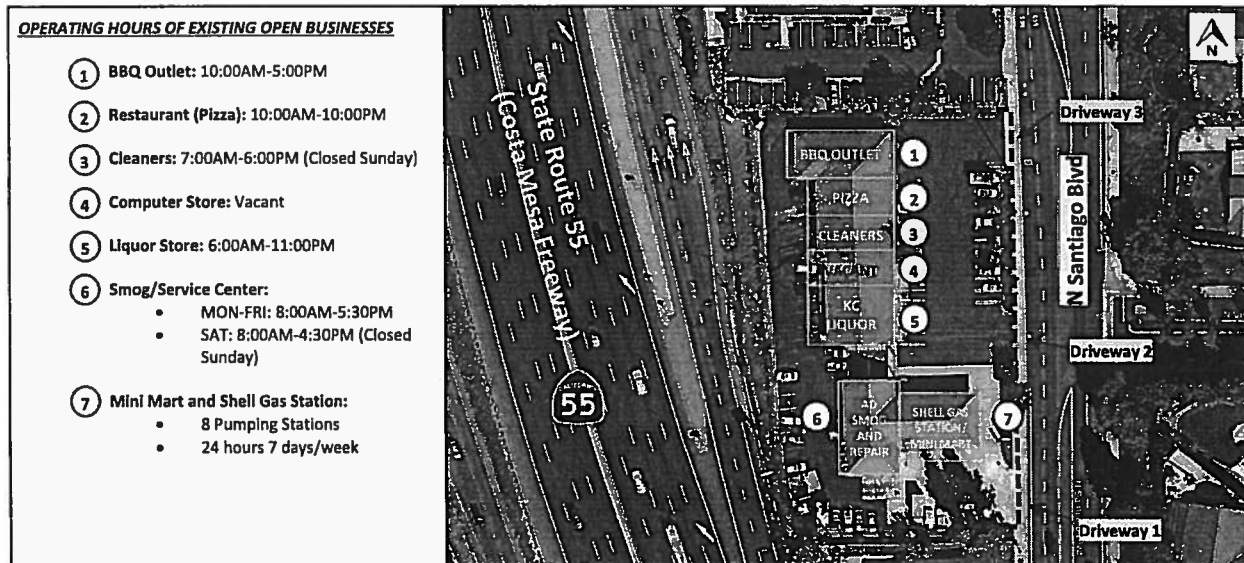 OPERATING HOURS OF EXISTING OPEN BUSINESSES
1 BBQ Outlet: 10:00AM-5:00PM
2 Restaurant (Pizza): 10:00AM-10:00PM
3 Cleaners: 7:00AM-6:00PM (Closed Sunday)
4 Computer Store: Vacant
5 Liquor Store: 6:00AM-11:00PM
6 Smog/Service Center:
• MON-FRI: 8:00AM-5:30PM
• SAT: 8:00AM-4:30PM (Closed
Sunday)
7 Mini Mart and Shell Gas Station:
• 8 Pumping Stations
• 24 hours 7 days/week
State Route 55
(Costa Mesa Freeway)
55
N
Driveway 3
BBQ OUTLET
1
PIZZA
2
CLEANERS
3
VACANT
4
KC
LIQUOR
5
N Santiago Blvd
Driveway 2
6
AD
SMOG
AND
REPAIR
SHELL GAS
STATION/
MINI MART
7
Driveway 1